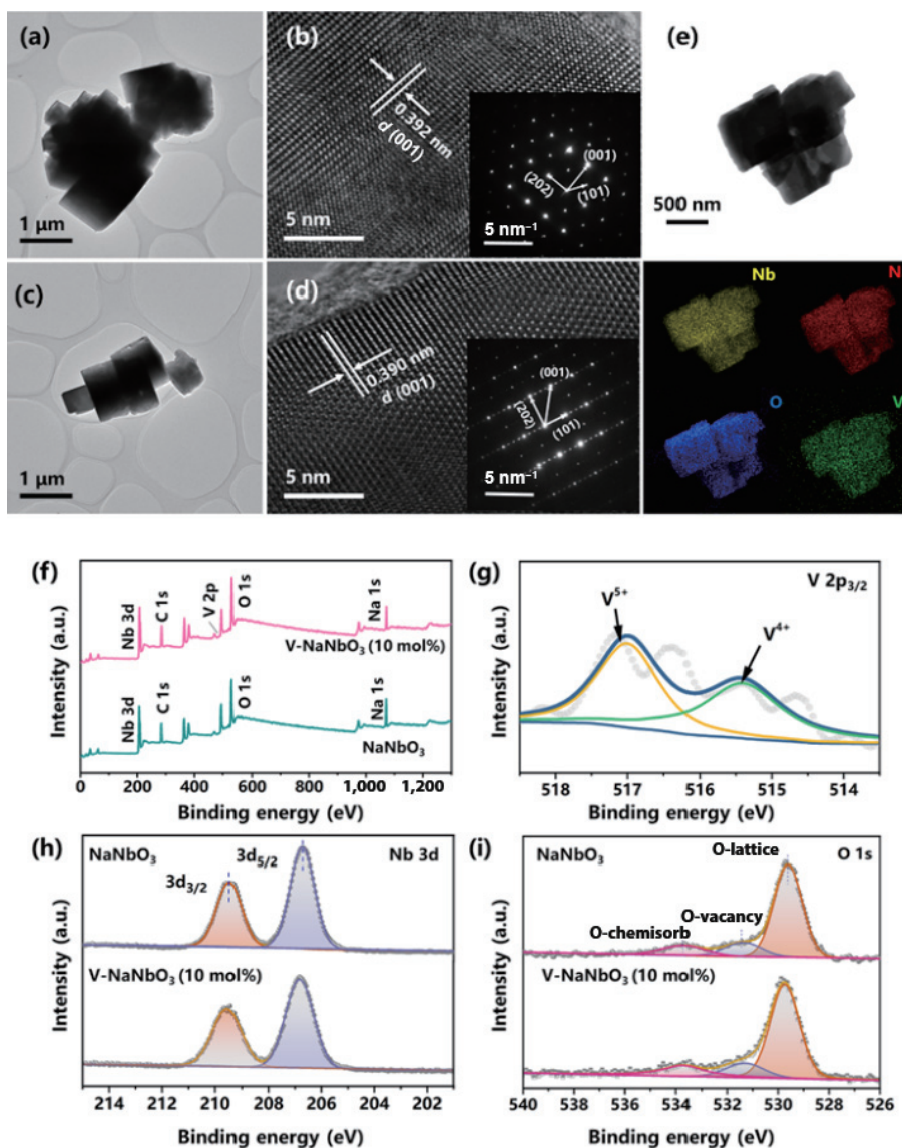 (a)
1 μm
(b)
0.392 nm
d (001)
5 nm
(001)
(202)
(101)
5 nm⁻¹
(e)
500 nm
(c)
1 μm
(d)
0.390 nm
d (001)
5 nm
(001)
(202)
(101)
5 nm⁻¹
Nb
N
O
V
(f)
Intensity (a.u.)
Nb 3d
C 1s
V 2p
O 1s
Na 1s
V-NaNbO₃ (10 mol%)
Nb 3d
C 1s
O 1s
Na 1s
NaNbO₃
0 200 400 600 800 1,000 1,200
Binding energy (eV)
(g)
V 2p₃/₂
Intensity (a.u.)
V⁵⁺
V⁴⁺
518 517 516 515 514
Binding energy (eV)
(h)
NaNbO₃
Nb 3d
3d₅/₂
3d₃/₂
Intensity (a.u.)
V-NaNbO₃ (10 mol%)
214 212 210 208 206 204 202
Binding energy (eV)
(i)
NaNbO₃
O 1s
O-lattice
O-vacancy
O-chemisorb
Intensity (a.u.)
V-NaNbO₃ (10 mol%)
540 538 536 534 532 530 528 526
Binding energy (eV)